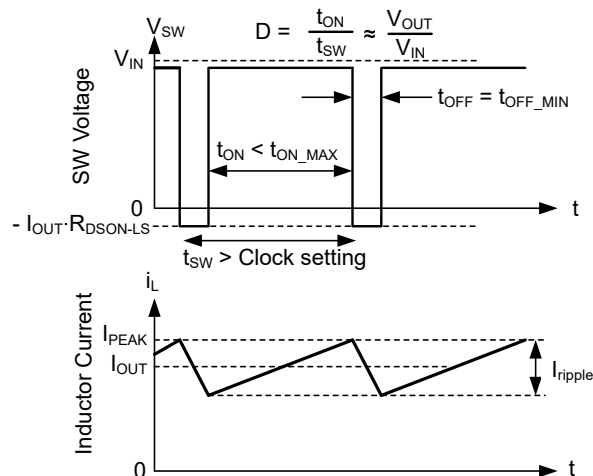 V_SW
D = t_ON / t_SW ≈ V_OUT / V_IN
V_IN
SW Voltage
t_OFF = t_OFF_MIN
t_ON < t_ON_MAX
0
t
- I_OUT·R_DSON-LS
t_SW > Clock setting
i_L
Inductor Current
I_PEAK
I_OUT
I_ripple
0
t